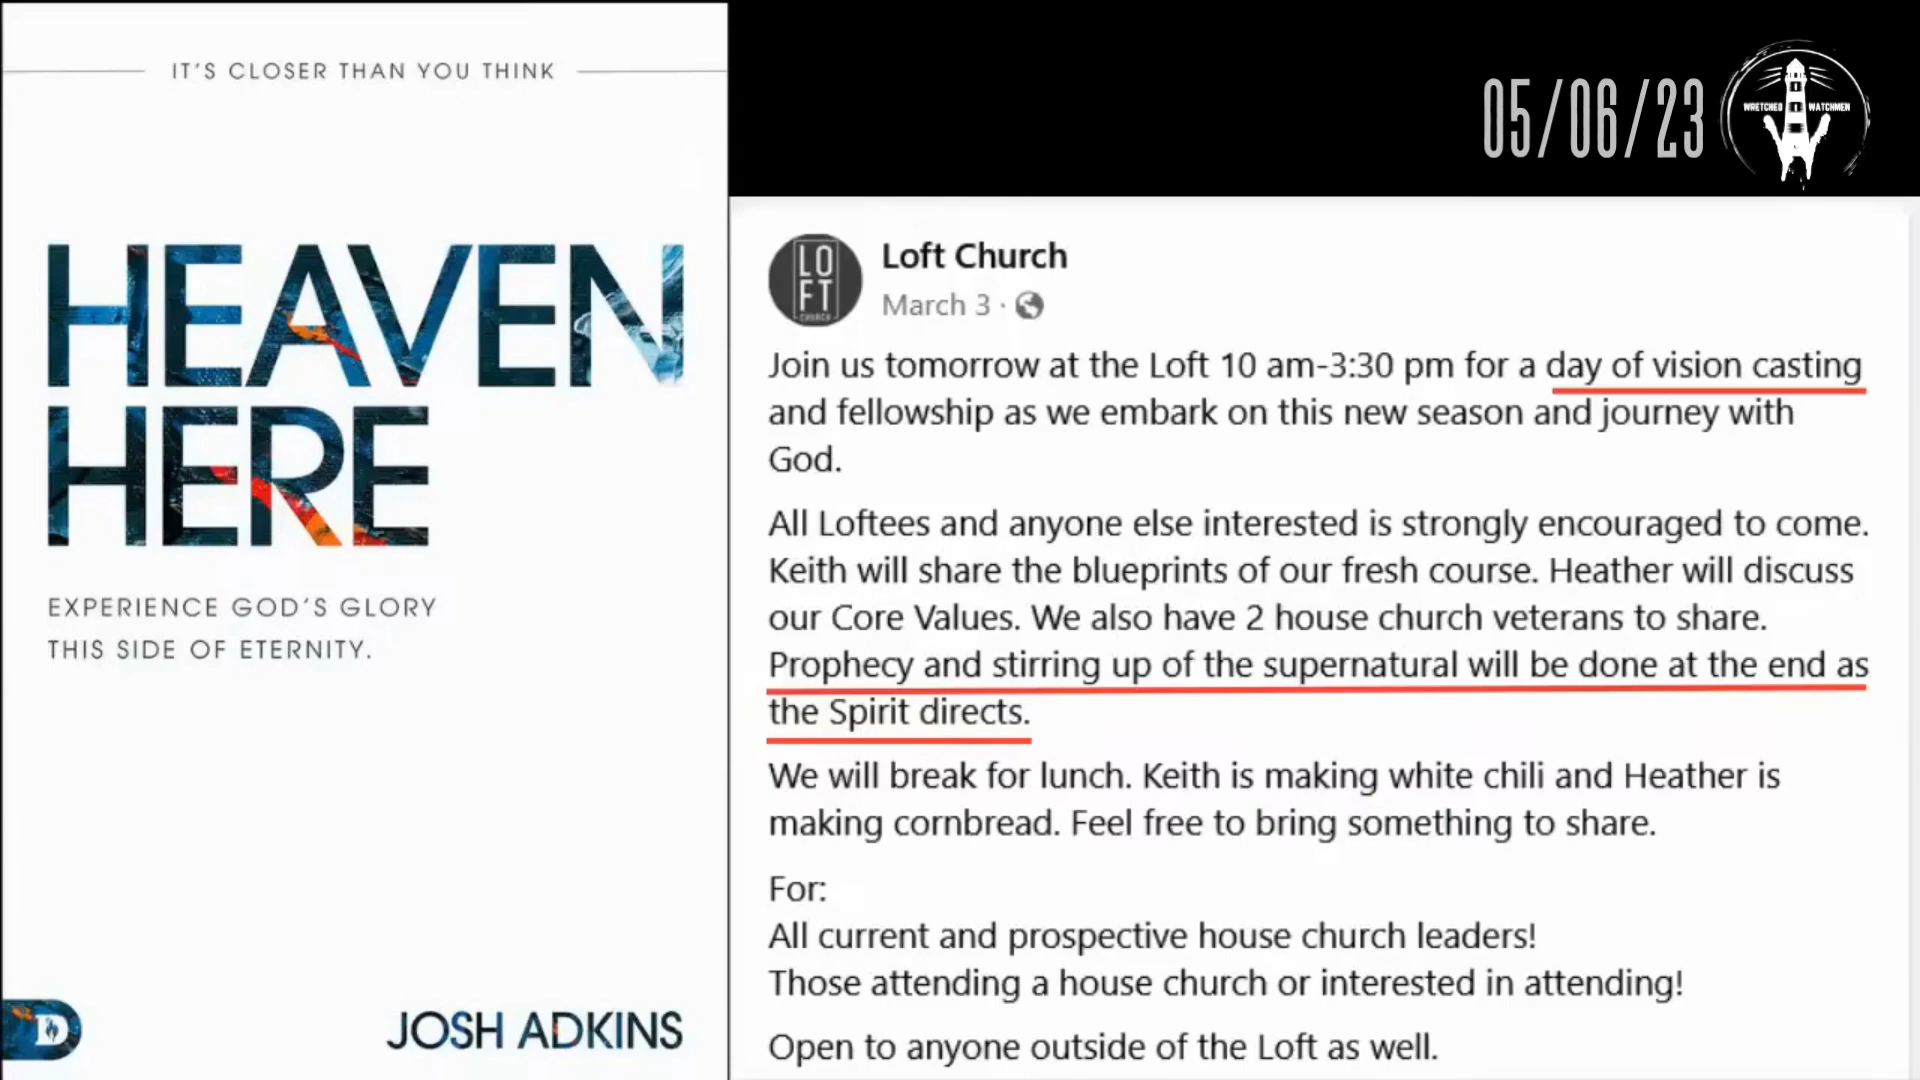 IT'S CLOSER THAN YOU THINK
HEAVEN
HERE
EXPERIENCE GOD'S GLORY
THIS SIDE OF ETERNITY.
D
JOSH ADKINS
05/06/23
WRETCHED WATCHMEN
LO
FT
CHURCH
Loft Church
March 3 ·
Join us tomorrow at the Loft 10 am-3:30 pm for a day of vision casting
and fellowship as we embark on this new season and journey with
God.
All Loftees and anyone else interested is strongly encouraged to come.
Keith will share the blueprints of our fresh course. Heather will discuss
our Core Values. We also have 2 house church veterans to share.
Prophecy and stirring up of the supernatural will be done at the end as
the Spirit directs.
We will break for lunch. Keith is making white chili and Heather is
making cornbread. Feel free to bring something to share.
For:
All current and prospective house church leaders!
Those attending a house church or interested in attending!
Open to anyone outside of the Loft as well.